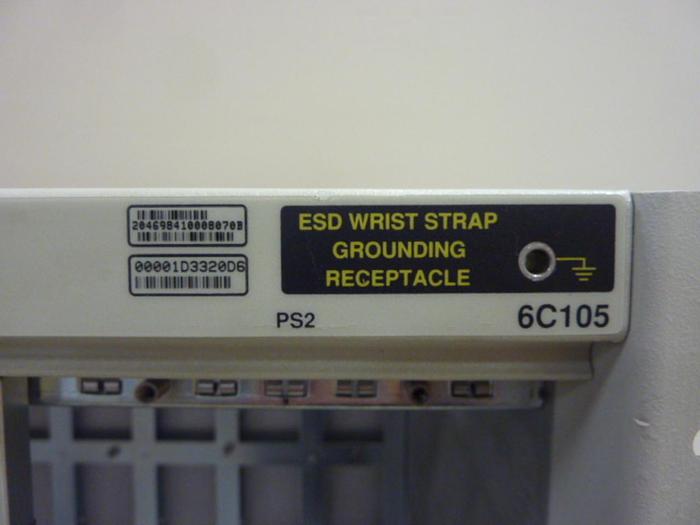 204698410008070B
00001D3320D6
ESD WRIST STRAP
GROUNDING
RECEPTACLE
PS2
6C105